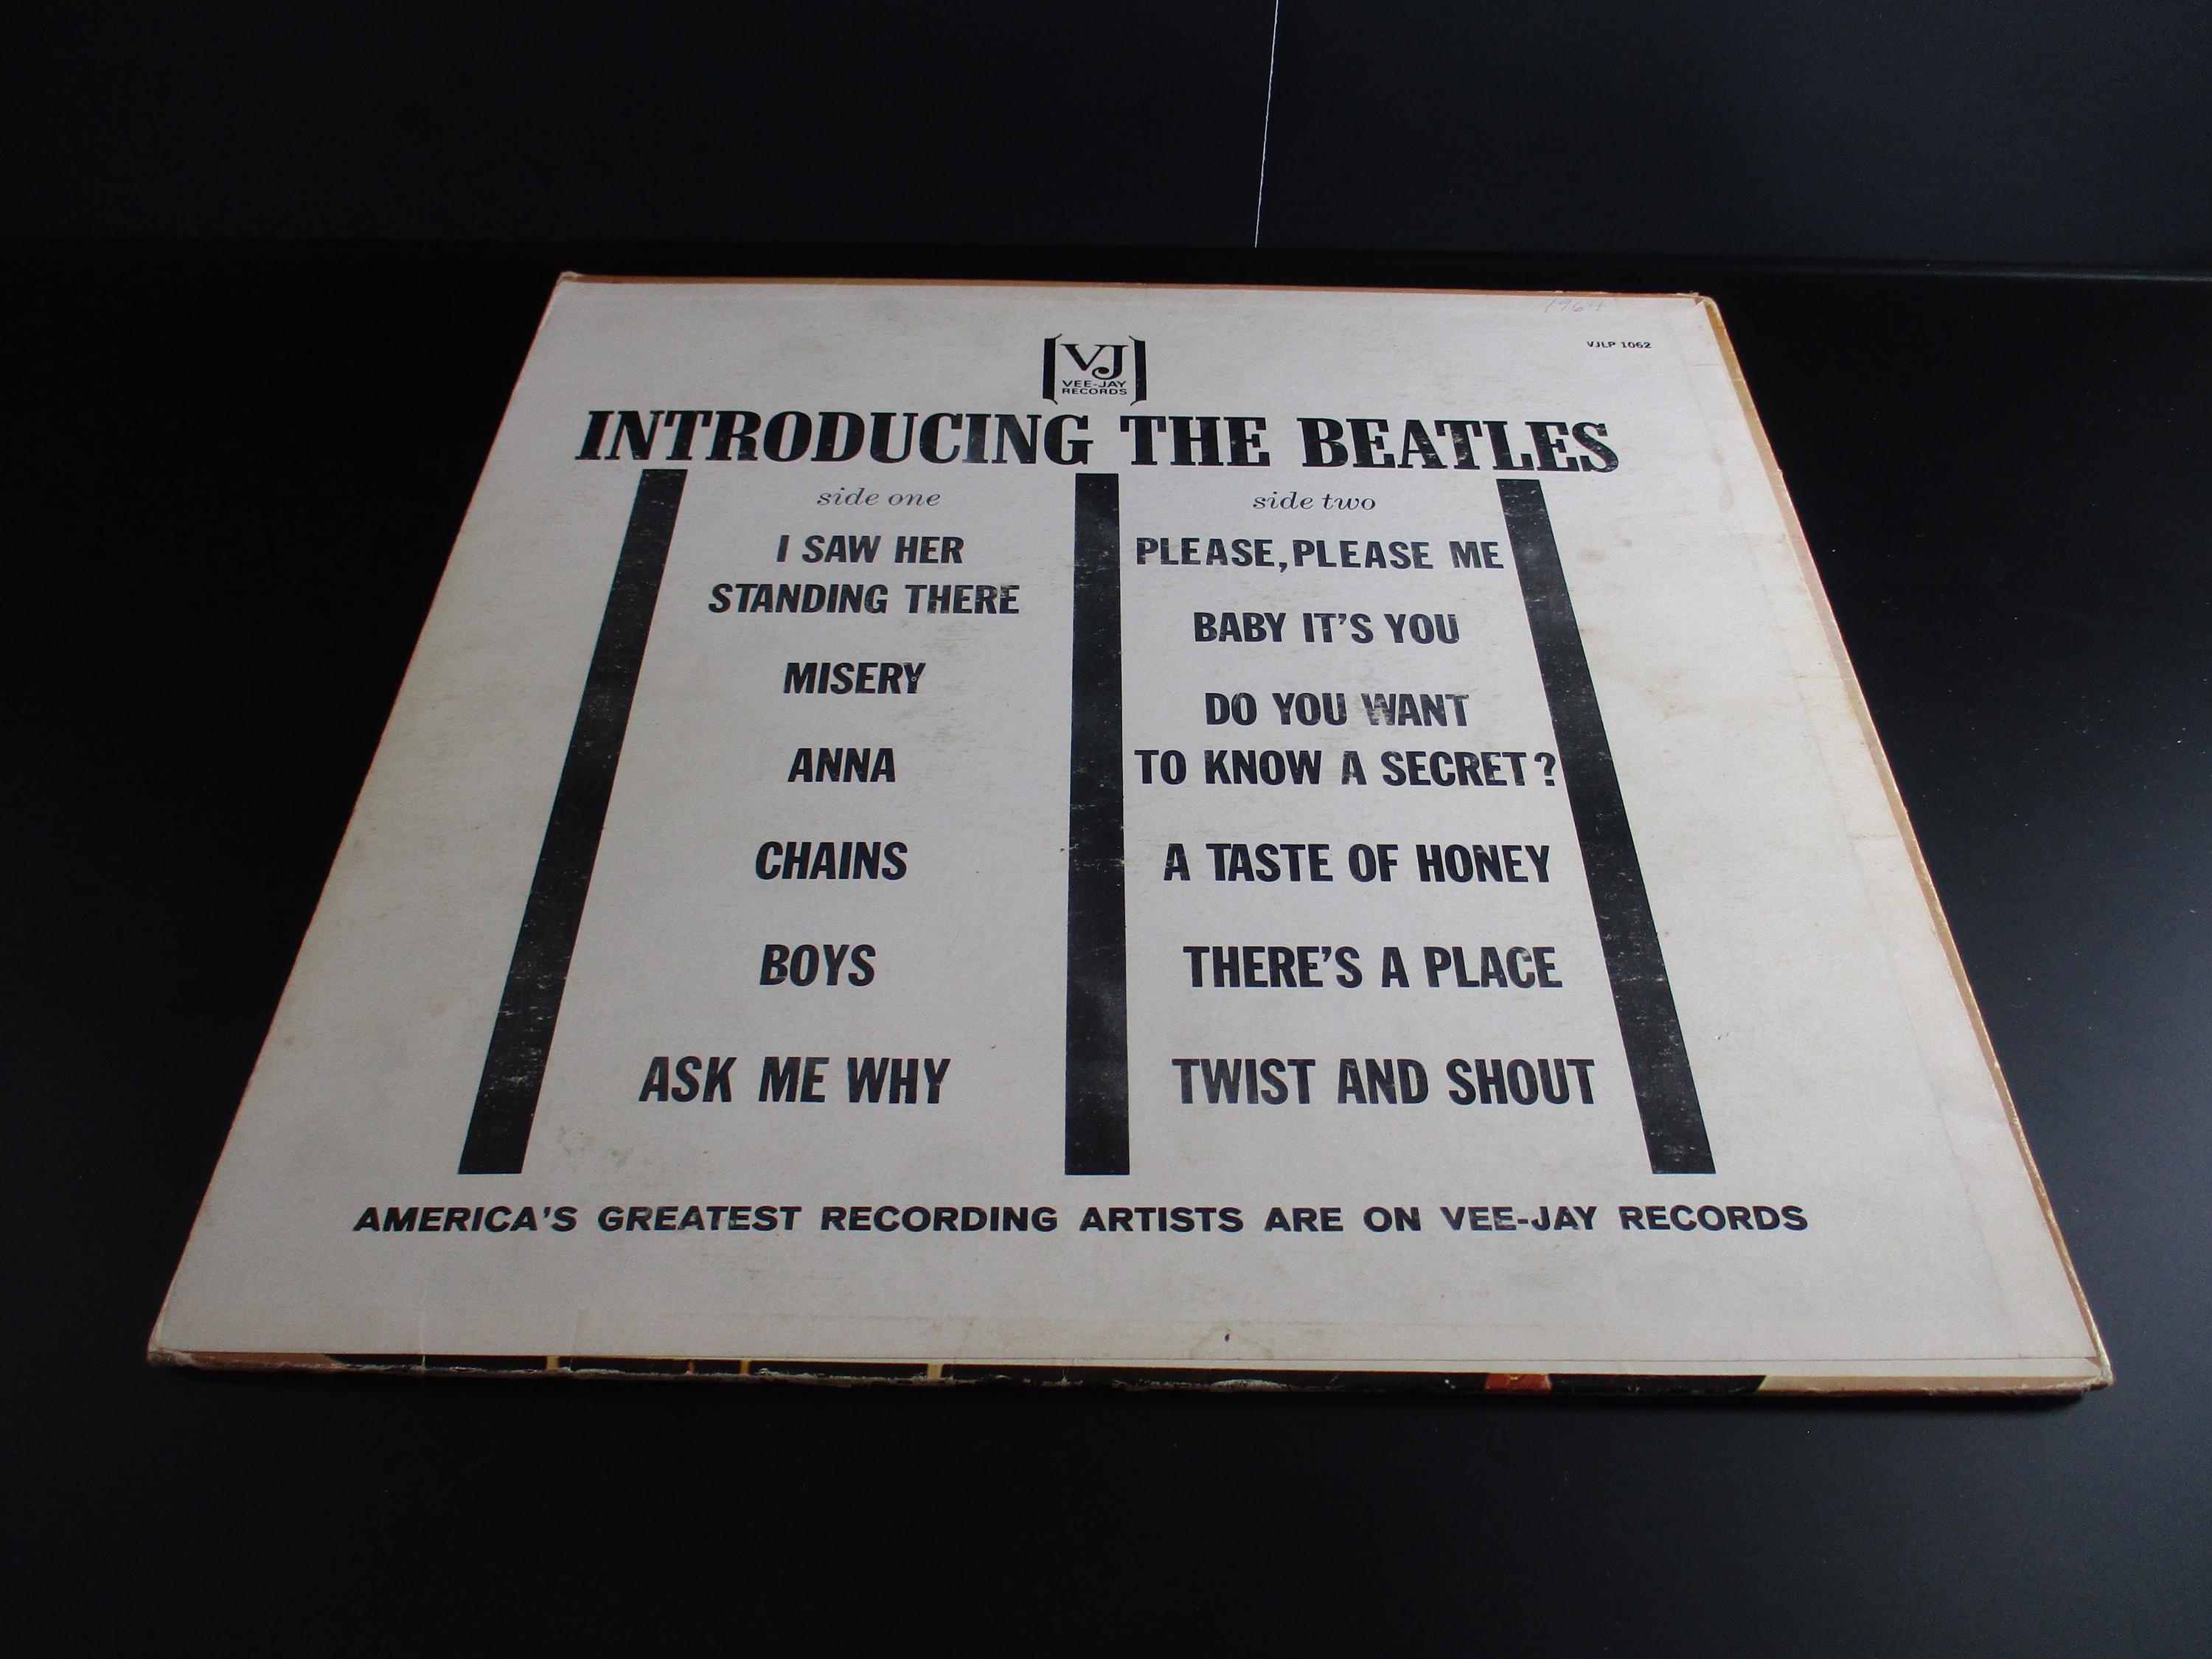 1964
VJLP 1062
VJ
VEE-JAY
RECORDS
INTRODUCING THE BEATLES
side one
I SAW HER
STANDING THERE
MISERY
ANNA
CHAINS
BOYS
ASK ME WHY
side two
PLEASE, PLEASE ME
BABY IT'S YOU
DO YOU WANT
TO KNOW A SECRET?
A TASTE OF HONEY
THERE'S A PLACE
TWIST AND SHOUT
AMERICA'S GREATEST RECORDING ARTISTS ARE ON VEE-JAY RECORDS